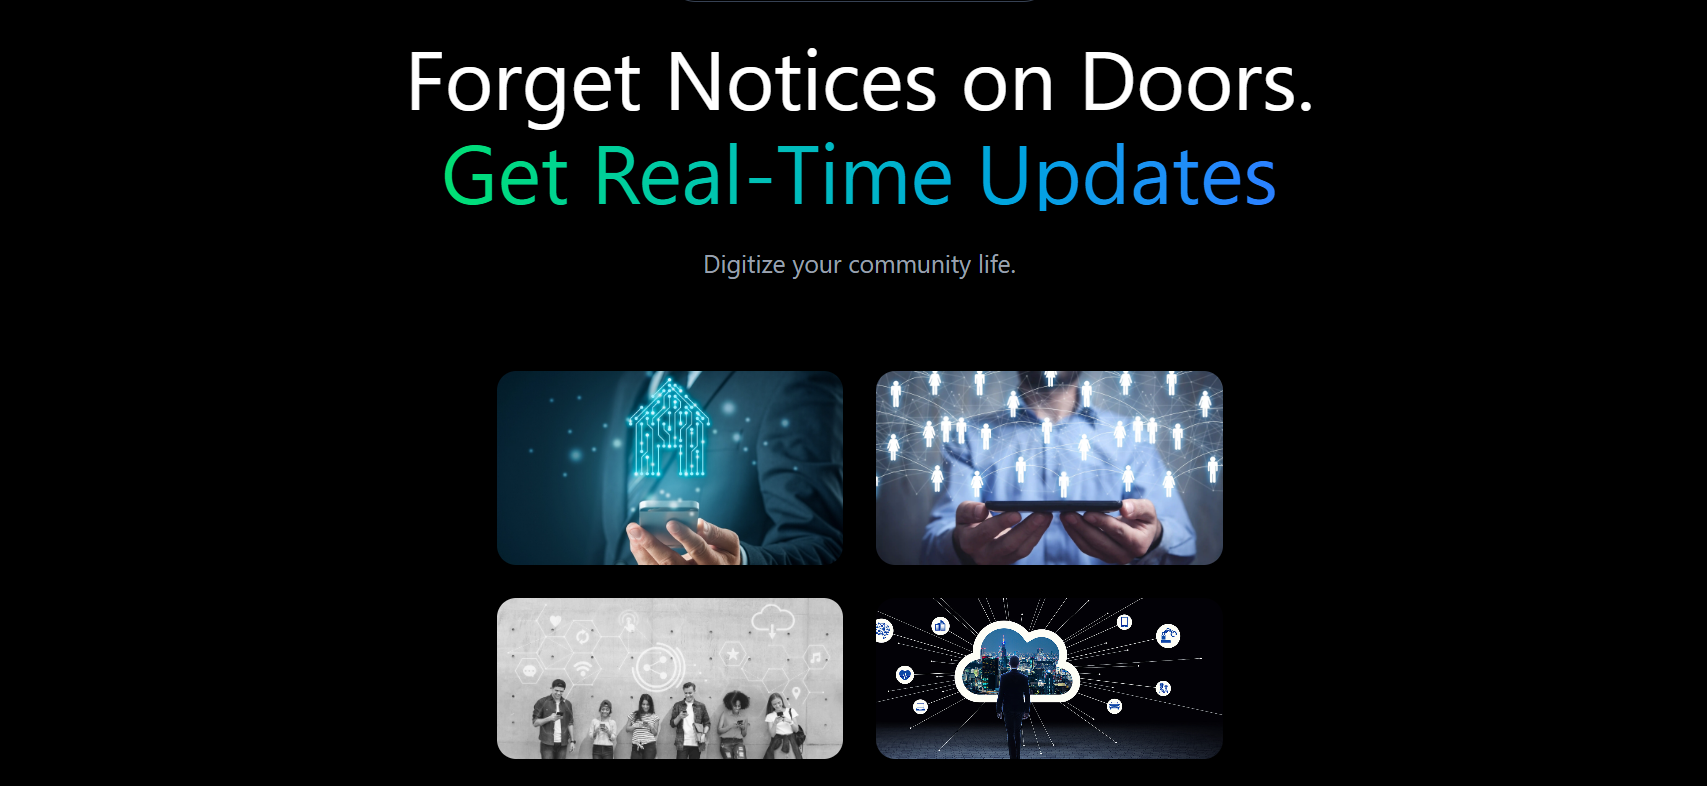 Forget Notices on Doors.
Get Real-Time Updates
Digitize your community life.